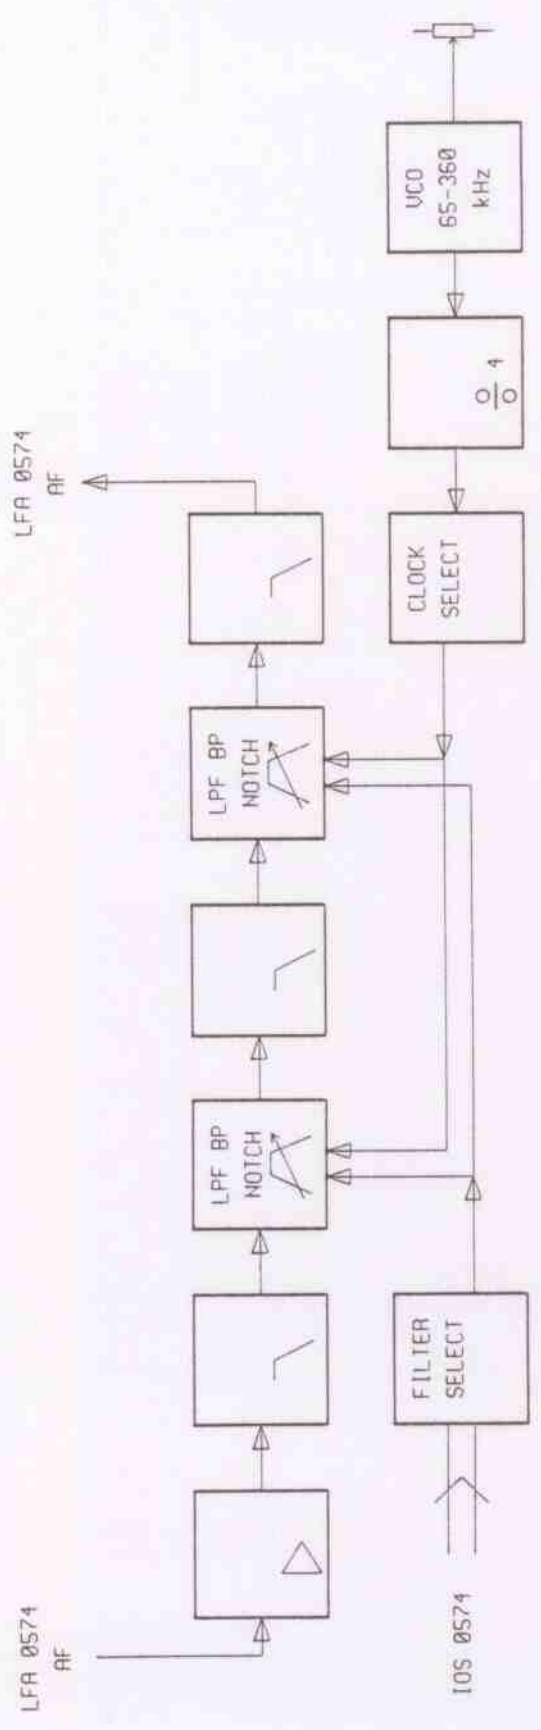 LFA 0574
AF
LFA 0574
AF
LPF BP
NOTCH
LPF BP
NOTCH
IOS 0574
FILTER
SELECT
CLOCK
SELECT
4
VCO
65-360
kHz